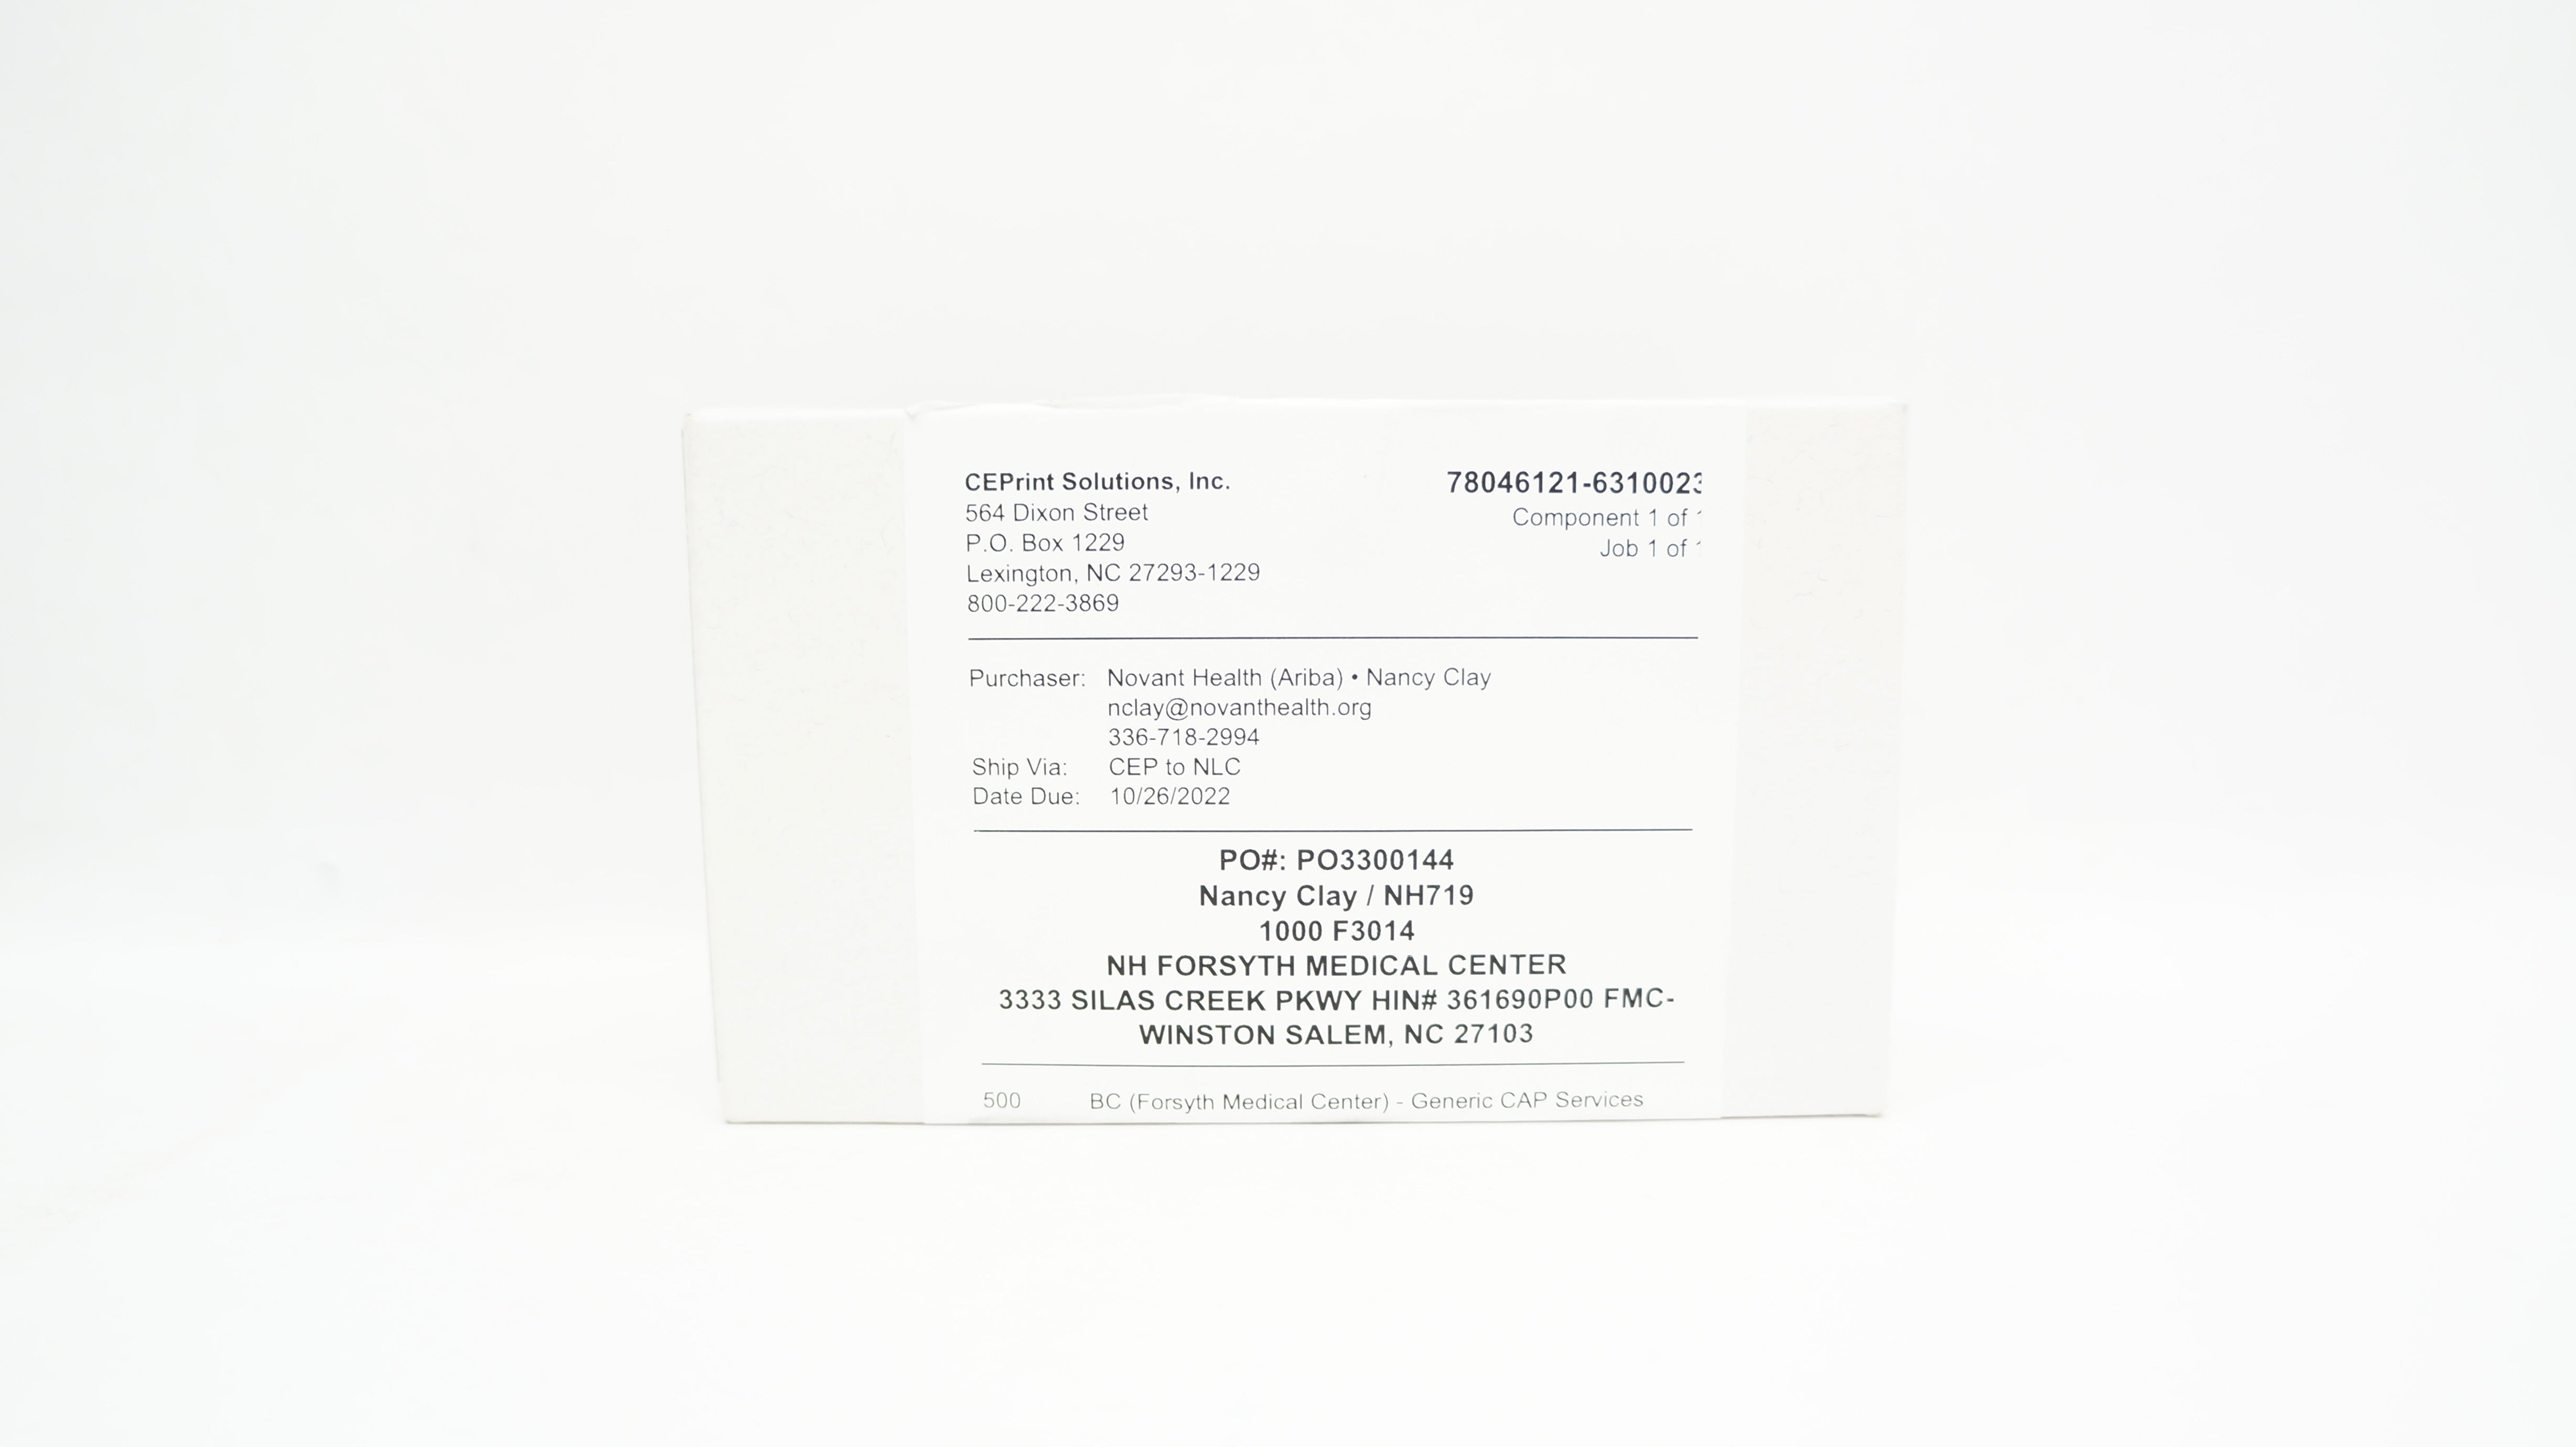 CEPrint Solutions, Inc.
564 Dixon Street
P.O. Box 1229
Lexington, NC 27293-1229
800-222-3869
78046121-6310023
Component 1 of
Job 1 of
Purchaser: Novant Health (Ariba) • Nancy Clay
nclay@novanthealth.org
336-718-2994
Ship Via: CEP to NLC
Date Due: 10/26/2022
PO#: PO3300144
Nancy Clay / NH719
1000 F3014
NH FORSYTH MEDICAL CENTER
3333 SILAS CREEK PKWY HIN# 361690P00 FMC-
WINSTON SALEM, NC 27103
500 BC (Forsyth Medical Center) - Generic CAP Services